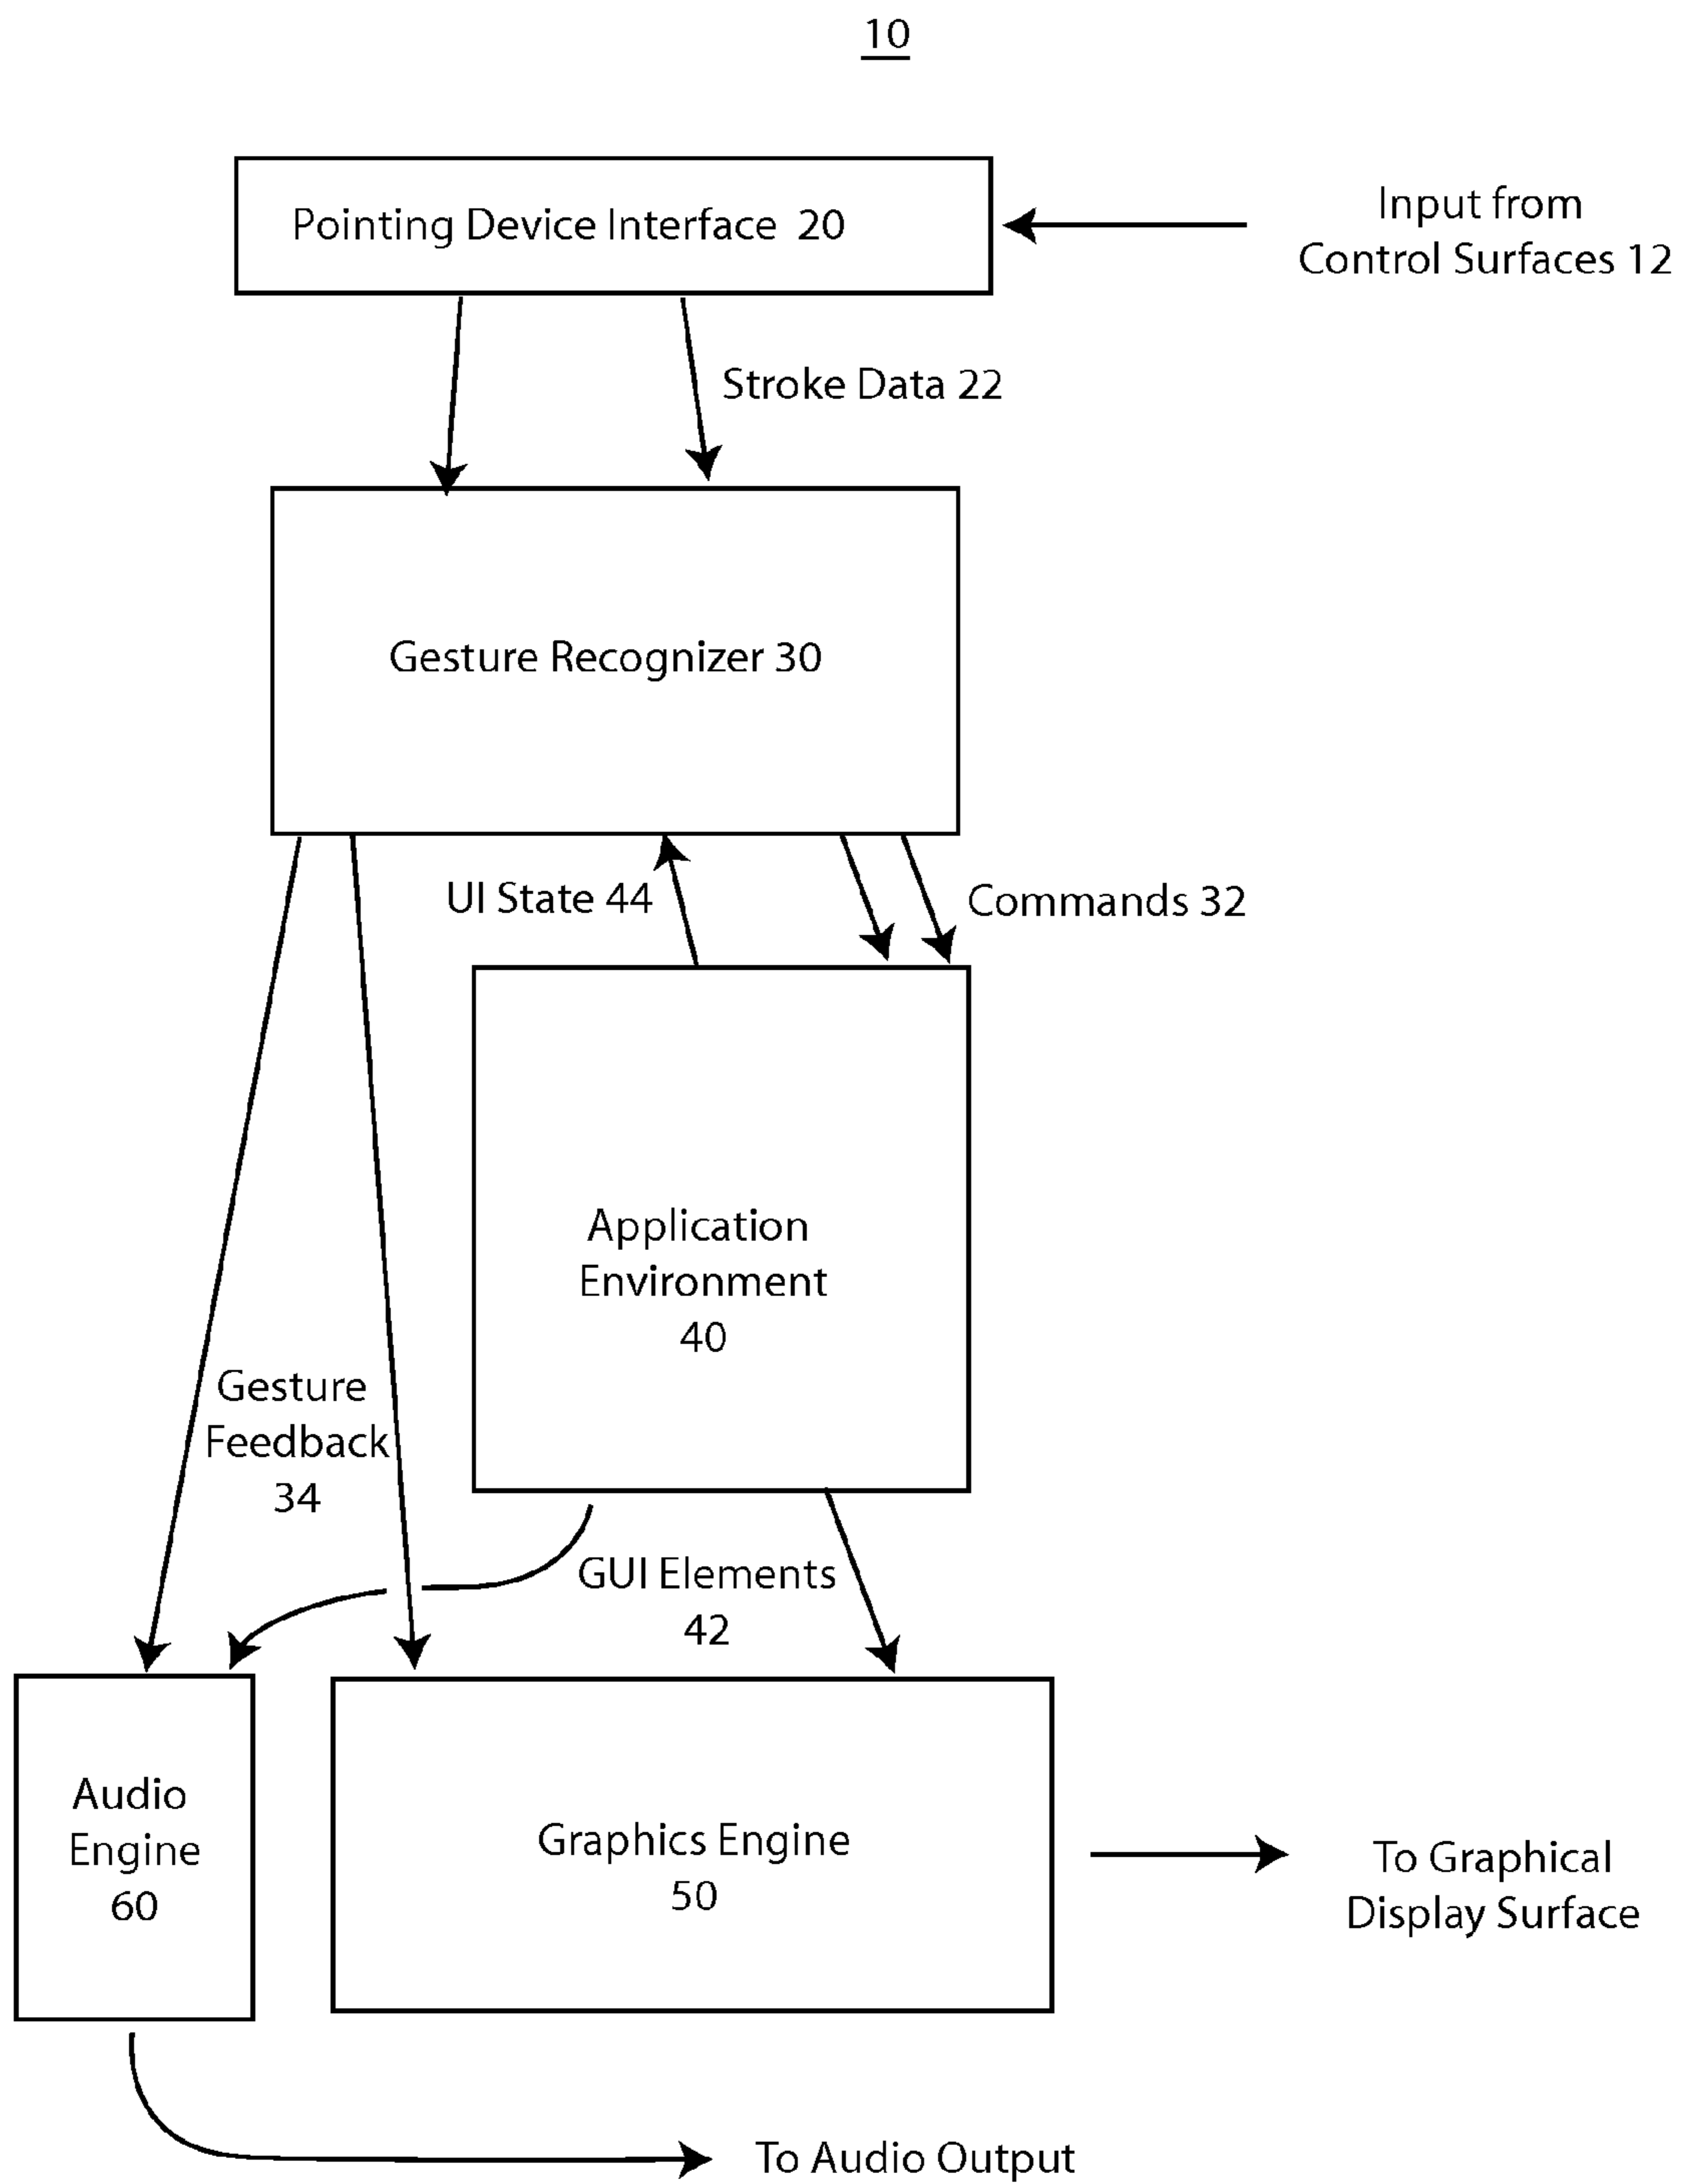 10
Pointing Device Interface 20
Input from
Control Surfaces 12
Stroke Data 22
Gesture Recognizer 30
UI State 44
Commands 32
Application
Environment
40
Gesture
Feedback
34
GUI Elements
42
Audio
Engine
60
Graphics Engine
50
To Graphical
Display Surface
To Audio Output